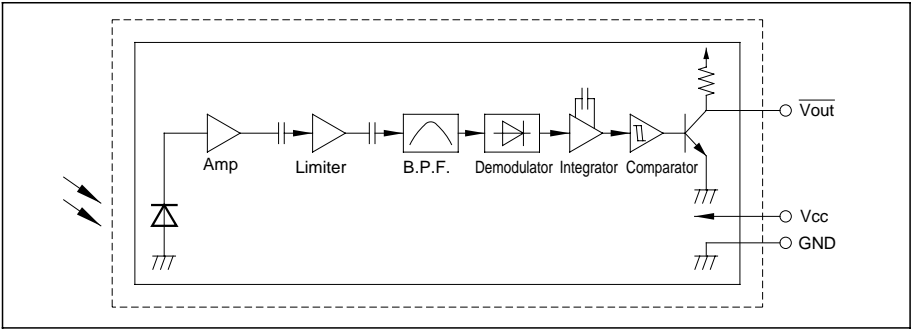 Vout
Amp
Limiter
B.P.F.
Demodulator
Integrator
Comparator
Vcc
GND